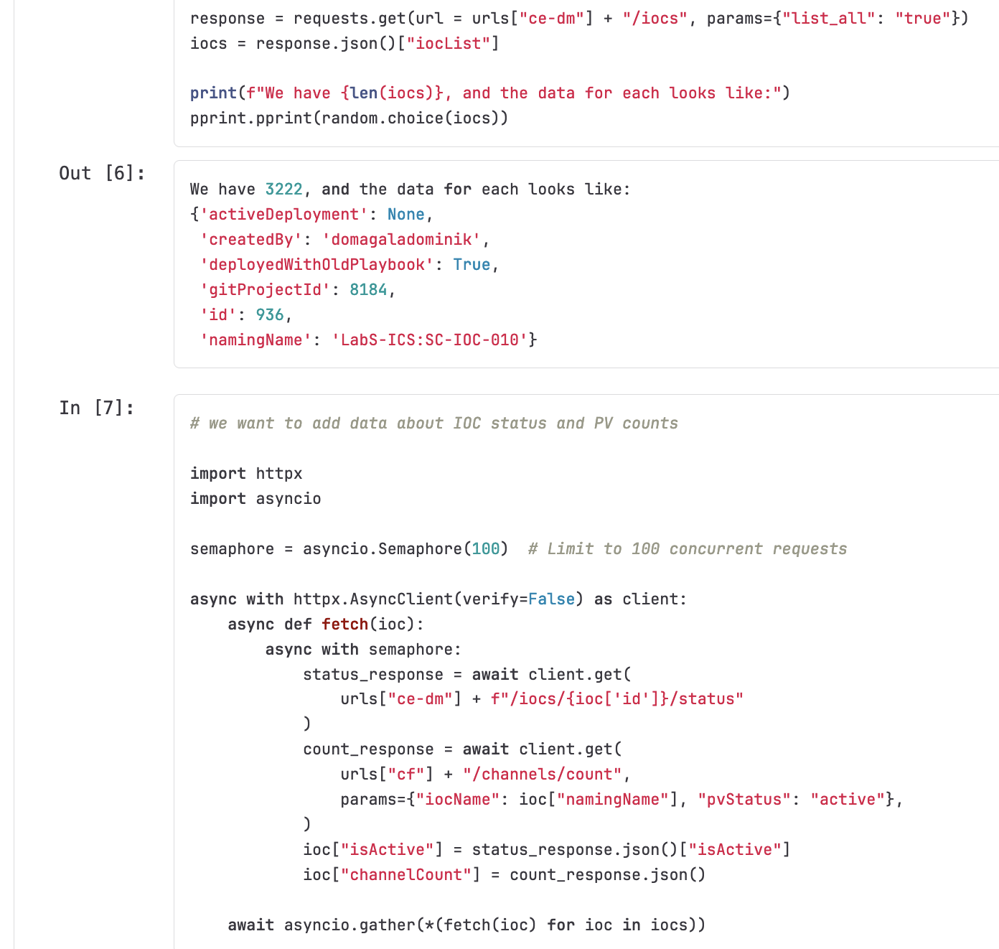 response = requests.get(url = urls["ce-dm"] + "/iocs", params={"list_all": "true"})
iocs = response.json()["iocList"]

print(f"We have {len(iocs)}, and the data for each looks like:")
pprint.pprint(random.choice(iocs))

Out [6]:
We have 3222, and the data for each looks like:
{'activeDeployment': None,
 'createdBy': 'domagaladominik',
 'deployedWithOldPlaybook': True,
 'gitProjectId': 8184,
 'id': 936,
 'namingName': 'LabS-ICS:SC-IOC-010'}

In [7]:
# we want to add data about IOC status and PV counts

import httpx
import asyncio

semaphore = asyncio.Semaphore(100)  # Limit to 100 concurrent requests

async with httpx.AsyncClient(verify=False) as client:
    async def fetch(ioc):
        async with semaphore:
            status_response = await client.get(
                urls["ce-dm"] + f"/iocs/{ioc['id']}/status"
            )
            count_response = await client.get(
                urls["cf"] + "/channels/count",
                params={"iocName": ioc["namingName"], "pvStatus": "active"},
            )
            ioc["isActive"] = status_response.json()["isActive"]
            ioc["channelCount"] = count_response.json()

    await asyncio.gather(*(fetch(ioc) for ioc in iocs))